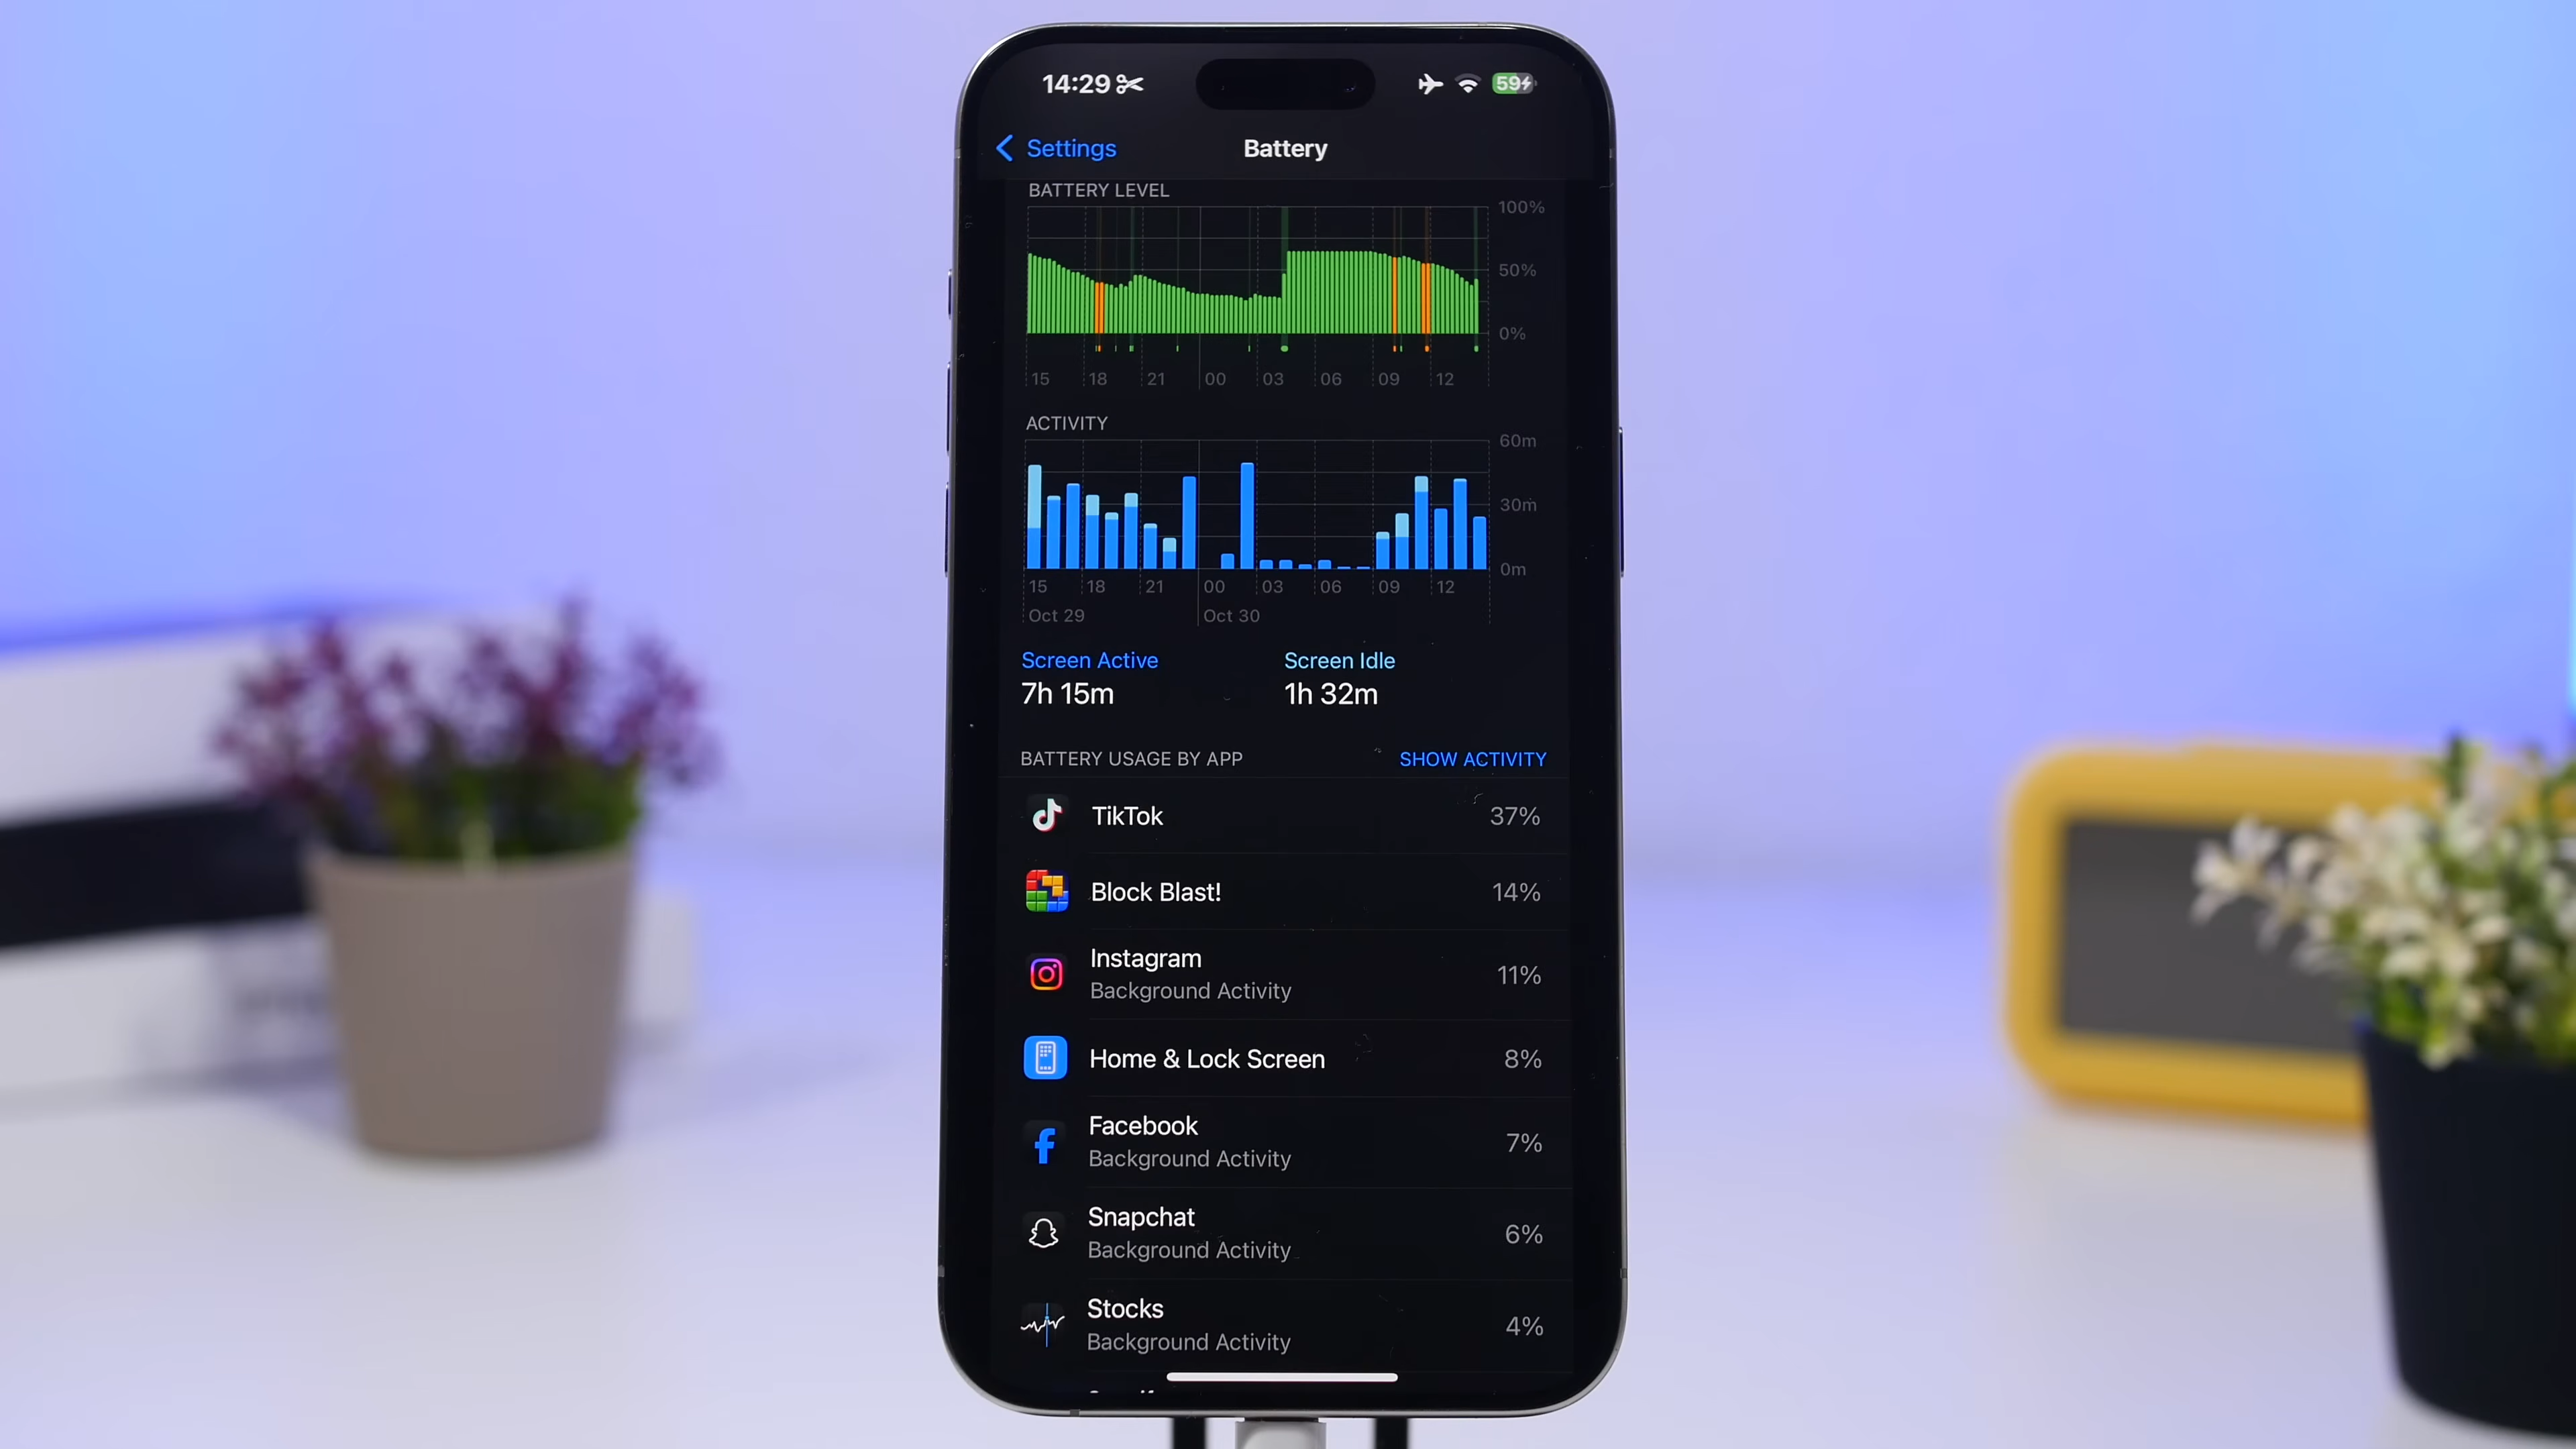 14:29
59
Settings
Battery
BATTERY LEVEL
100%
50%
0%
15 18 21 00 03 06 09 12
ACTIVITY
60m
30m
0m
15 18 21 00 03 06 09 12
Oct 29 Oct 30
Screen Active Screen Idle
7h 15m 1h 32m
BATTERY USAGE BY APP SHOW ACTIVITY
TikTok 37%
Block Blast! 14%
Instagram
Background Activity
11%
Home & Lock Screen 8%
Facebook
Background Activity
7%
Snapchat
Background Activity
6%
Stocks
Background Activity
4%